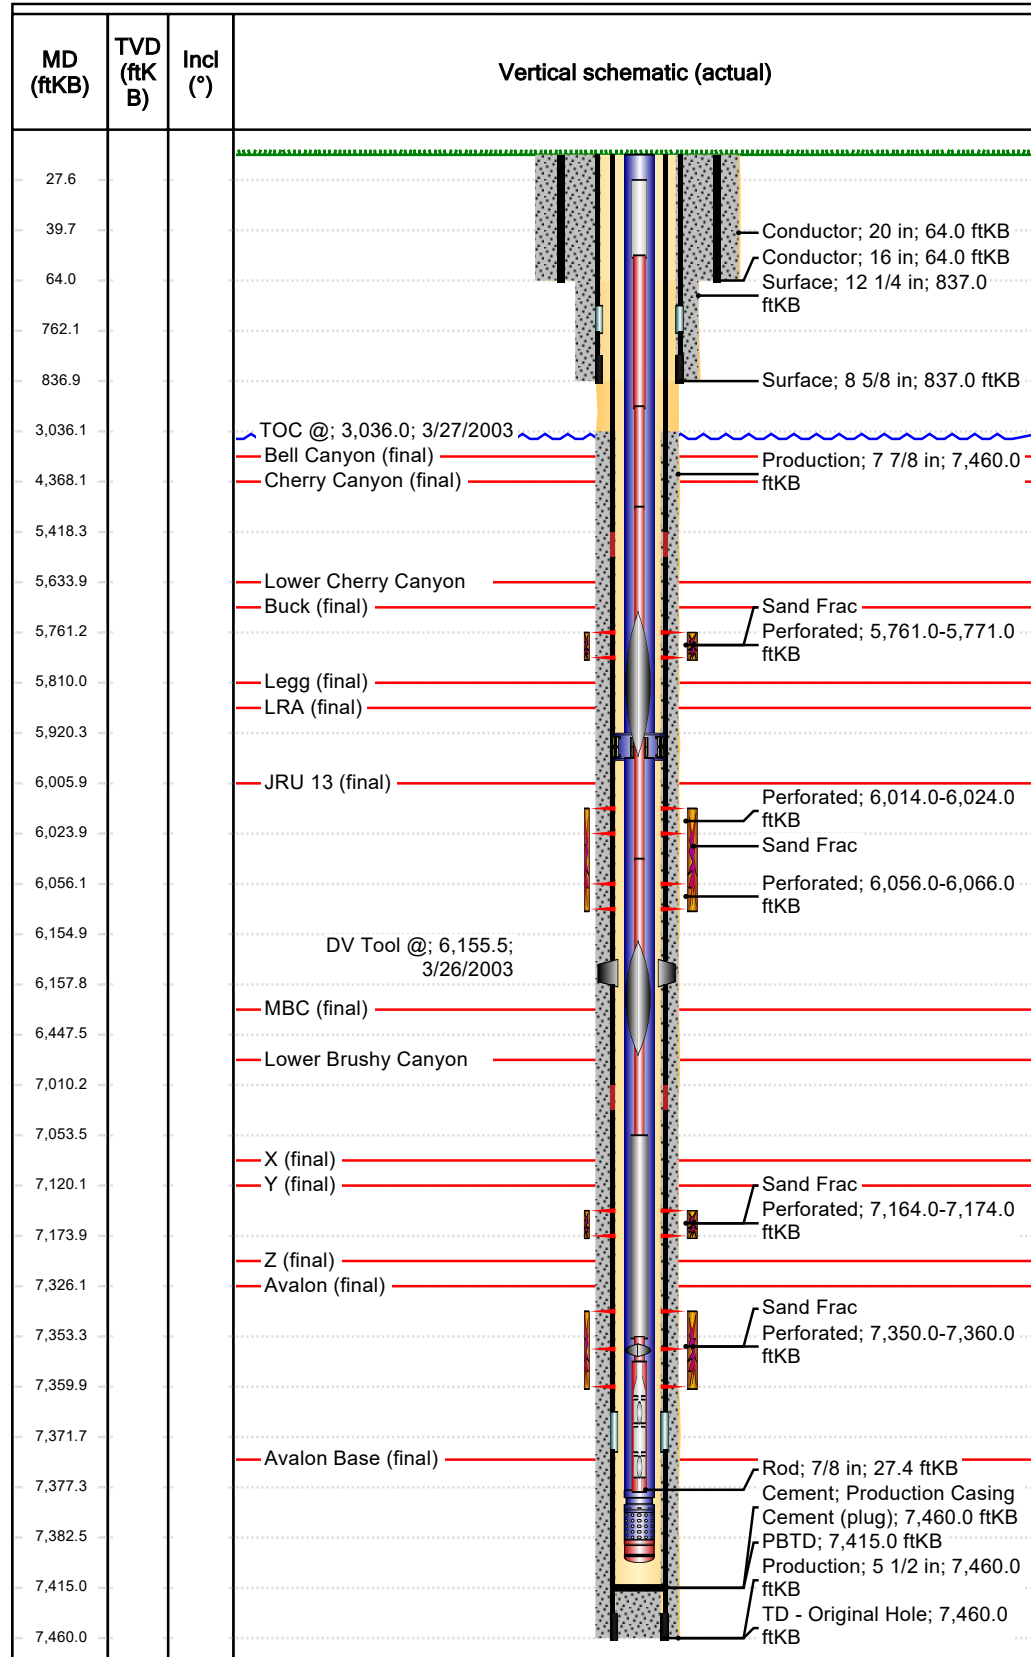 MD
(ftKB)
TVD
(ftK
B)
Incl
(°)
Vertical schematic (actual)
27.6
39.7
64.0
762.1
836.9
3,036.1
4,368.1
5,418.3
5,633.9
5,761.2
5,810.0
5,920.3
6,005.9
6,023.9
6,056.1
6,154.9
6,157.8
6,447.5
7,010.2
7,053.5
7,120.1
7,173.9
7,326.1
7,353.3
7,359.9
7,371.7
7,377.3
7,382.5
7,415.0
7,460.0
TOC @; 3,036.0; 3/27/2003
Bell Canyon (final)
Cherry Canyon (final)
Lower Cherry Canyon
Buck (final)
Legg (final)
LRA (final)
JRU 13 (final)
DV Tool @; 6,155.5;
3/26/2003
MBC (final)
Lower Brushy Canyon
X (final)
Y (final)
Z (final)
Avalon (final)
Avalon Base (final)
Conductor; 20 in; 64.0 ftKB
Conductor; 16 in; 64.0 ftKB
Surface; 12 1/4 in; 837.0
ftKB
Surface; 8 5/8 in; 837.0 ftKB
Production; 7 7/8 in; 7,460.0
ftKB
Sand Frac
Perforated; 5,761.0-5,771.0
ftKB
Perforated; 6,014.0-6,024.0
ftKB
Sand Frac
Perforated; 6,056.0-6,066.0
ftKB
Sand Frac
Perforated; 7,164.0-7,174.0
ftKB
Sand Frac
Perforated; 7,350.0-7,360.0
ftKB
Rod; 7/8 in; 27.4 ftKB
Cement; Production Casing
Cement (plug); 7,460.0 ftKB
PBTD; 7,415.0 ftKB
Production; 5 1/2 in; 7,460.0
ftKB
TD - Original Hole; 7,460.0
ftKB